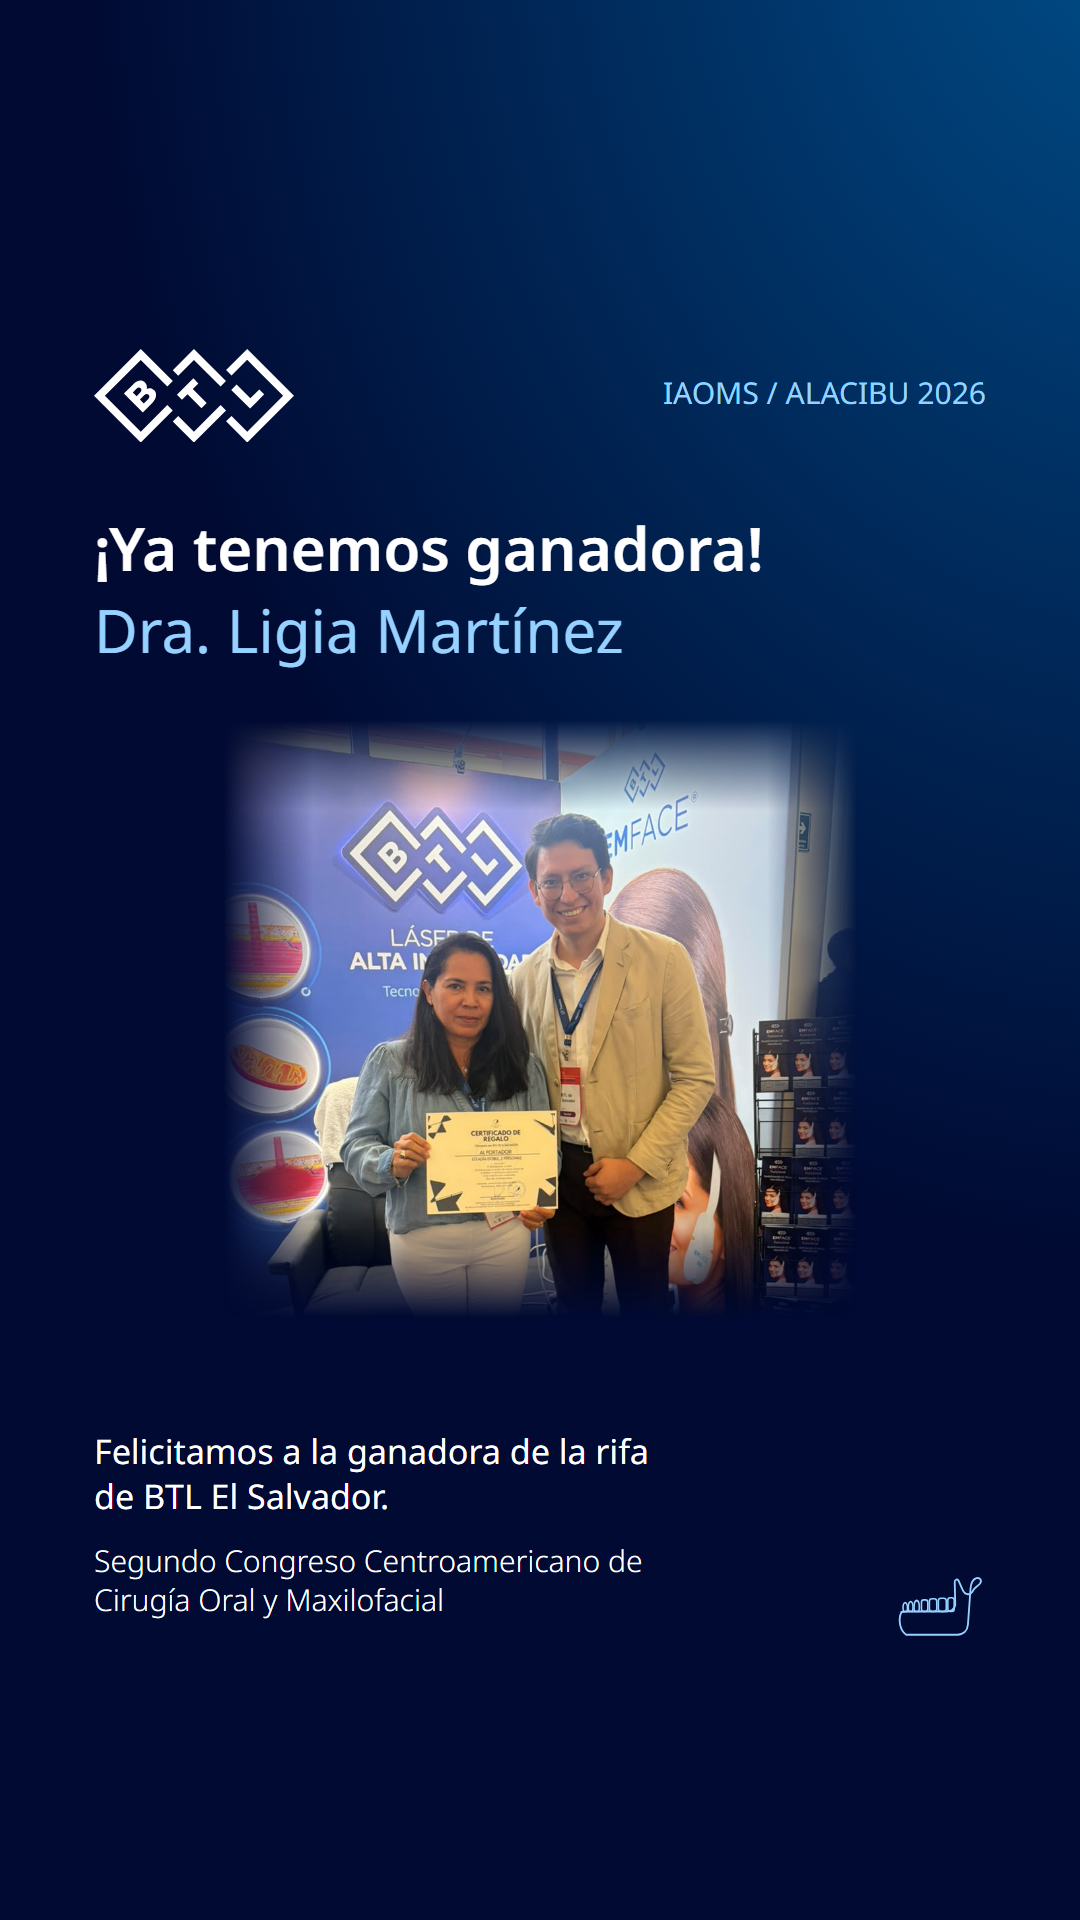 BTL
IAOMS / ALACIBU 2026
¡Ya tenemos ganadora!
Dra. Ligia Martínez
BTL
BTL
EMFACE
LÁSER DE
ALTA IN
Tecno
CERTIFICADO DE
REGALO
AL PORTADOR
Felicitamos a la ganadora de la rifa
de BTL El Salvador.
Segundo Congreso Centroamericano de
Cirugía Oral y Maxilofacial